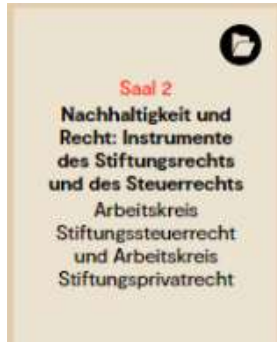 Saal 2
Nachhaltigkeit und
Recht: Instrumente
des Stiftungsrechts
und des Steuerrechts
Arbeitskreis
Stiftungssteuerrecht
und Arbeitskreis
Stiftungsprivatrecht